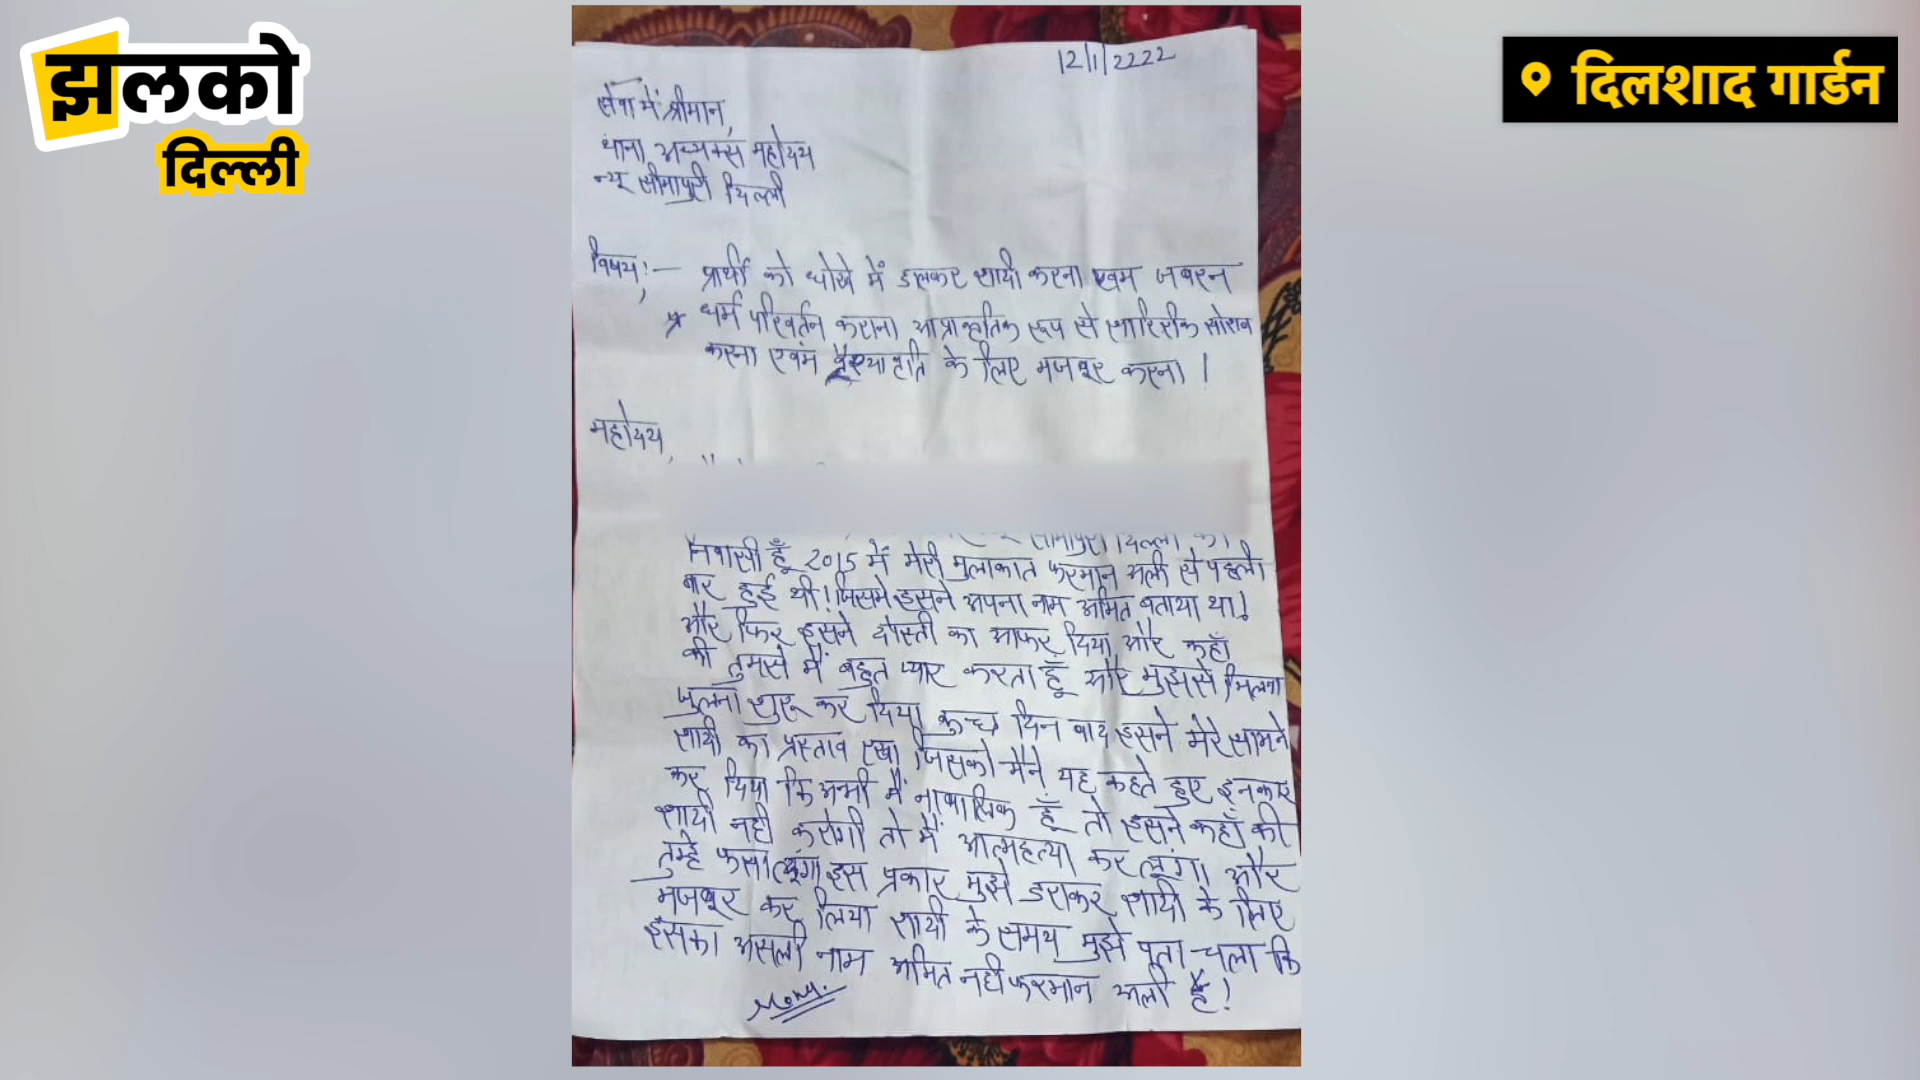 झलको
दिल्ली
दिलशाद गार्डन
12/1/2222
सेवा में श्रीमान,
थाना अध्यक्स महोदय
न्यू सीमापुरी दिल्ली
विषय:— प्रार्थी को धोखे में डालकर शादी करना एवम जबरन
धर्म परिवर्तन कराना आप्राकृतिक रूप से शारिरीक शोसन
करना एवंम वैश्यावृति के लिए मजबूर करना।
महोदय,
सीमापुरी दिल्ली की
निवासी हूँ 2015 में मेरी मुलाकात फरमान अली से पहली
बार हुई थी! जिसमे इसने अपना नाम अमित बताया था!
और फिर इसने दोस्ती का आफर दिया और कहाँ
की तुमसे मैं बहुत प्यार करता हूँ और मुझसे मिलना
जुलना शुरू कर दिया कुच्छ दिन बाद इसने मेरे सामने
शादी का प्रस्ताव रखा जिसको मैने यह कहते हुए इनकार
कर दिया कि अभी मैं नाबालिक हूँ तो इसने कहाँ की
शादी नही करोगी तो मैं आत्महत्या कर लूंगा और
तुम्हे फसा दूंगा इस प्रकार मुझे डराकर शादी के लिए
मजबूर कर लिया शादी के समय मुझे पता चला कि
इसका असली नाम अमित नही फरमान अली है!